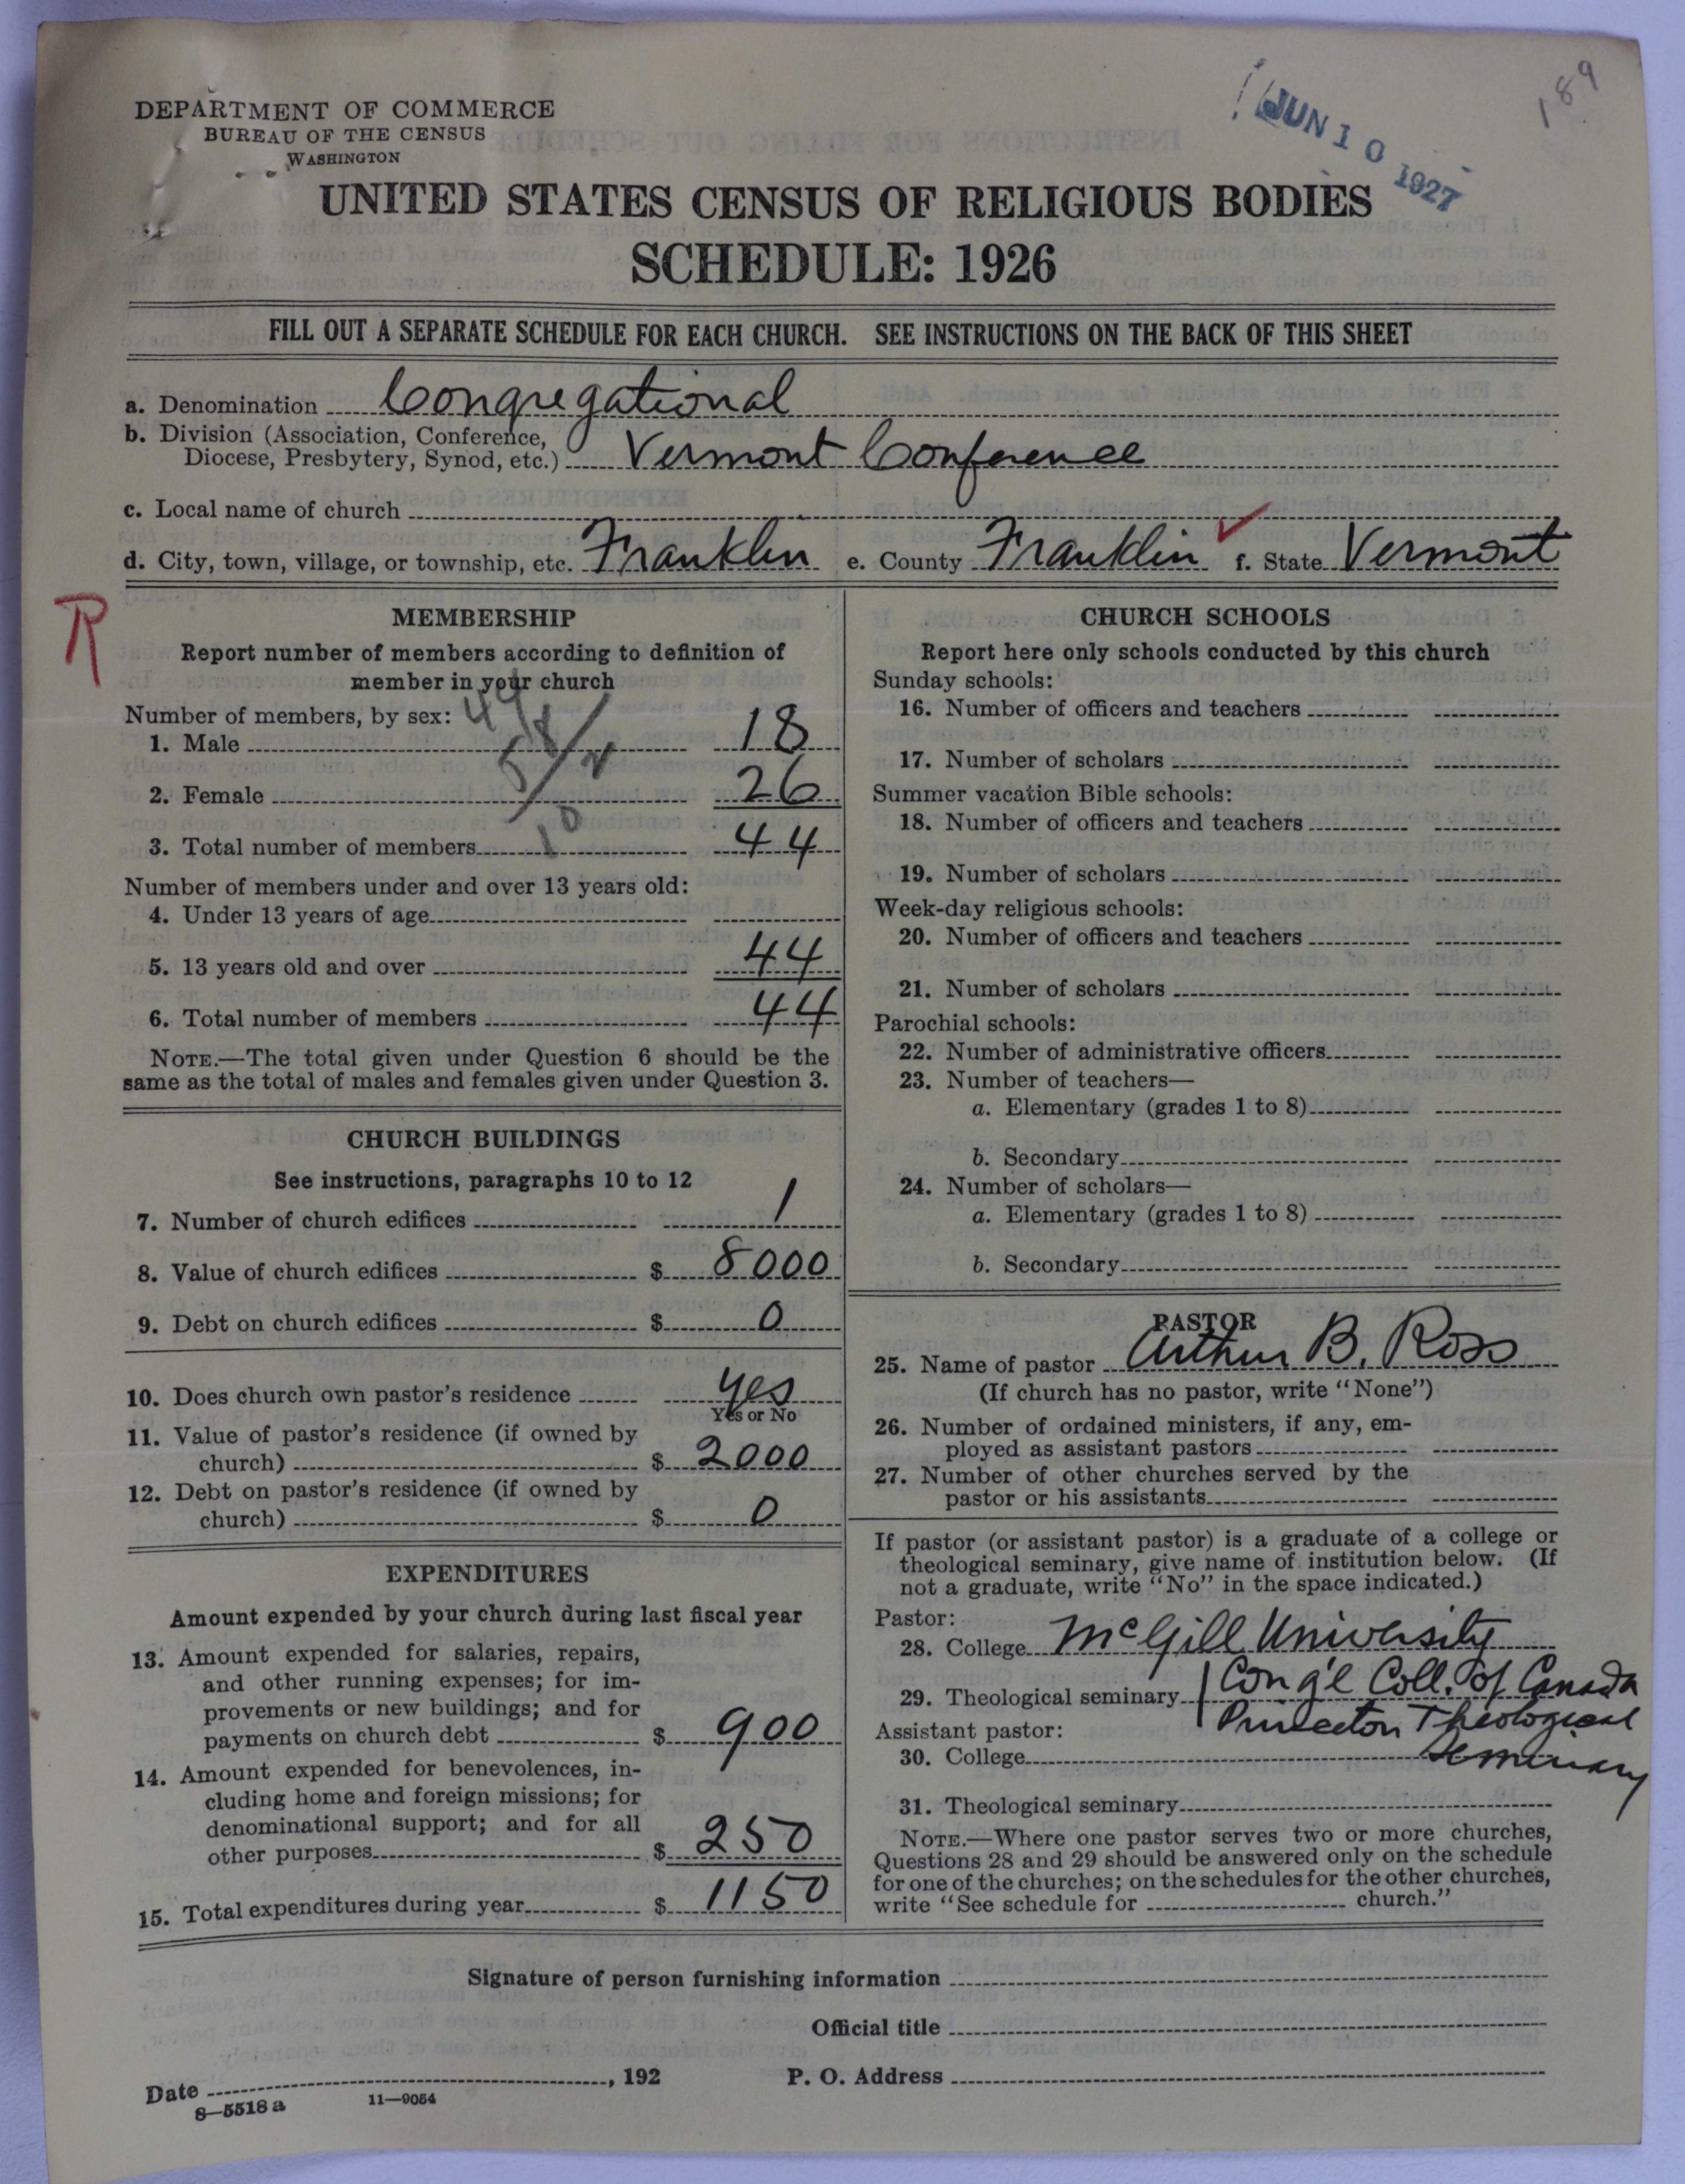 189
JUN 10 1927
DEPARTMENT OF COMMERCE
BUREAU OF THE CENSUS
WASHINGTON
UNITED STATES CENSUS OF RELIGIOUS BODIES
SCHEDULE: 1926
FILL OUT A SEPARATE SCHEDULE FOR EACH CHURCH. SEE INSTRUCTIONS ON THE BACK OF THIS SHEET
a. Denomination Congregational
b. Division (Association, Conference,
Diocese, Presbytery, Synod, etc.) Vermont Conference
c. Local name of church
d. City, town, village, or township, etc. Franklin e. County Franklin f. State Vermont
R
MEMBERSHIP
Report number of members according to definition of
member in your church
Number of members, by sex:
1. Male 18
2. Female 26
3. Total number of members 44
Number of members under and over 13 years old:
4. Under 13 years of age
5. 13 years old and over 44
6. Total number of members 44
NOTE.—The total given under Question 6 should be the
same as the total of males and females given under Question 3.
CHURCH BUILDINGS
See instructions, paragraphs 10 to 12
7. Number of church edifices 1
8. Value of church edifices $ 8000
9. Debt on church edifices $ 0
10. Does church own pastor's residence yes
Yes or No
11. Value of pastor's residence (if owned by
church) $ 2000
12. Debt on pastor's residence (if owned by
church) $ 0
EXPENDITURES
Amount expended by your church during last fiscal year
13. Amount expended for salaries, repairs,
and other running expenses; for im-
provements or new buildings; and for
payments on church debt $ 900
14. Amount expended for benevolences, in-
cluding home and foreign missions; for
denominational support; and for all
other purposes $ 250
15. Total expenditures during year $ 1150
CHURCH SCHOOLS
Report here only schools conducted by this church
Sunday schools:
16. Number of officers and teachers
17. Number of scholars
Summer vacation Bible schools:
18. Number of officers and teachers
19. Number of scholars
Week-day religious schools:
20. Number of officers and teachers
21. Number of scholars
Parochial schools:
22. Number of administrative officers
23. Number of teachers—
a. Elementary (grades 1 to 8)
b. Secondary
24. Number of scholars—
a. Elementary (grades 1 to 8)
b. Secondary
PASTOR
25. Name of pastor Arthur B. Ross
(If church has no pastor, write "None")
26. Number of ordained ministers, if any, em-
ployed as assistant pastors
27. Number of other churches served by the
pastor or his assistants
If pastor (or assistant pastor) is a graduate of a college or
theological seminary, give name of institution below. (If
not a graduate, write "No" in the space indicated.)
Pastor:
28. College McGill University
29. Theological seminary Cong'l Coll. of Canada
Princeton Theological
Seminary
Assistant pastor:
30. College
31. Theological seminary
NOTE.—Where one pastor serves two or more churches,
Questions 28 and 29 should be answered only on the schedule
for one of the churches; on the schedules for the other churches,
write "See schedule for church."
Signature of person furnishing information
Official title
Date , 192 P. O. Address
8—5518 a 11—9054